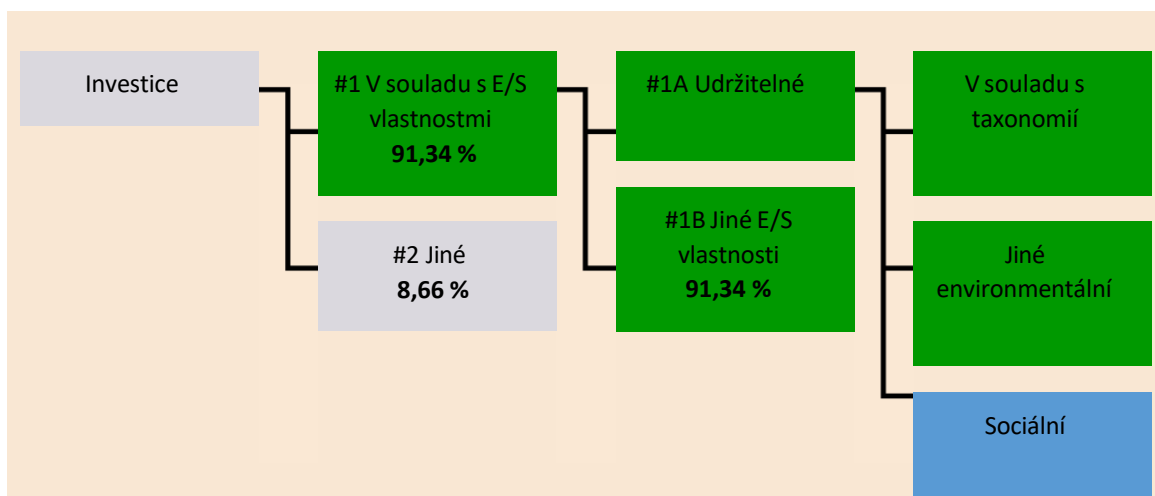 Investice
#1 V souladu s E/S
vlastnostmi
91,34 %
#2 Jiné
8,66 %
#1A Udržitelné
#1B Jiné E/S
vlastnosti
91,34 %
V souladu s
taxonomií
Jiné
environmentální
Sociální